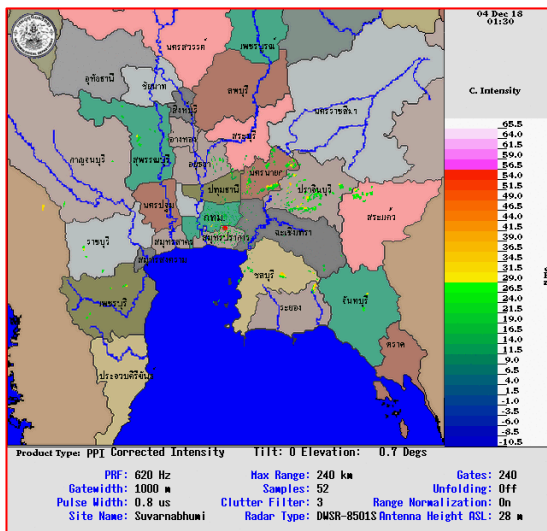 04 Dec 18
01:30
นครสวรรค์
เพชรบูรณ์
อุทัยธานี
ชัยนาท
ลพบุรี
C. Intensity
สิงห์บุรี
นครราชสีมา
สระบุรี
อ่างทอง
กาญจนบุรี
สุพรรณบุรี
อยุธยา
นครนายก
ปทุมธานี
ปราจีนบุรี
นครปฐม
กทม.
สระแก้ว
ฉะเชิงเทรา
ราชบุรี
สมุทรสาคร
สมุทรปราการ
สมุทรสงคราม
ชลบุรี
เพชรบุรี
ระยอง
จันทบุรี
ตราด
ประจวบคีรีขันธ์
65.5
64.0
61.5
59.0
56.5
54.0
51.5
49.0
46.5
44.0
41.5
39.0
36.5
34.0
31.5
29.0
26.5
24.0
21.5
19.0
16.5
14.0
11.5
9.0
6.5
4.0
1.5
-1.0
-3.5
-6.0
-8.5
-10.5
Product Type: PPI Corrected Intensity Tilt: 0 Elevation: 0.7 Degs
PRF: 620 Hz Max Range: 240 km Gates: 240
Gatewidth: 1000 m Samples: 52 Unfolding: Off
Pulse Width: 0.8 us Clutter Filter: 3 Range Normalization: On
Site Name: Suvarnabhumi Radar Type: DWSR-8501S Antenna Height ASL: 28 m